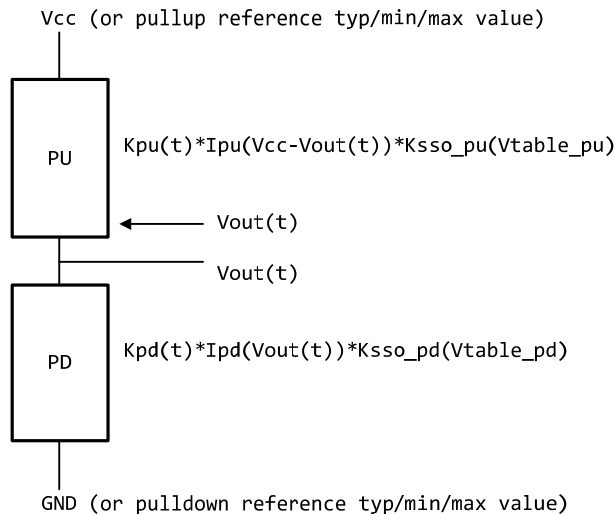 Vcc (or pullup reference typ/min/max value)
PU
Kpu(t)*Ipu(Vcc-Vout(t))*Ksso_pu(Vtable_pu)
Vout(t)
Vout(t)
PD
Kpd(t)*Ipd(Vout(t))*Ksso_pd(Vtable_pd)
GND (or pulldown reference typ/min/max value)